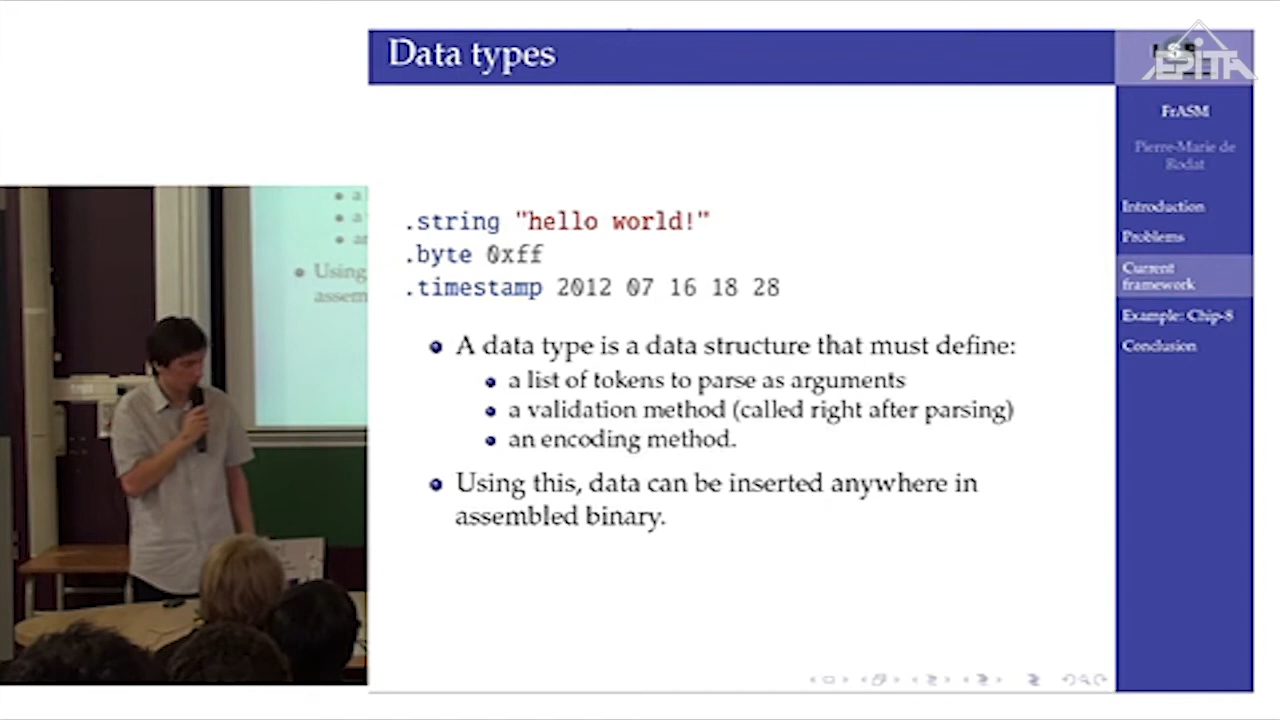 Data types
EPITA
FrASM
Pierre-Marie de
Rodat
Introduction
Problems
Current
framework
Example: Chip-8
Conclusion
.string "hello world!"
.byte 0xff
.timestamp 2012 07 16 18 28
A data type is a data structure that must define:
a list of tokens to parse as arguments
a validation method (called right after parsing)
an encoding method.
Using this, data can be inserted anywhere in
assembled binary.
a
a
an
Using
assem